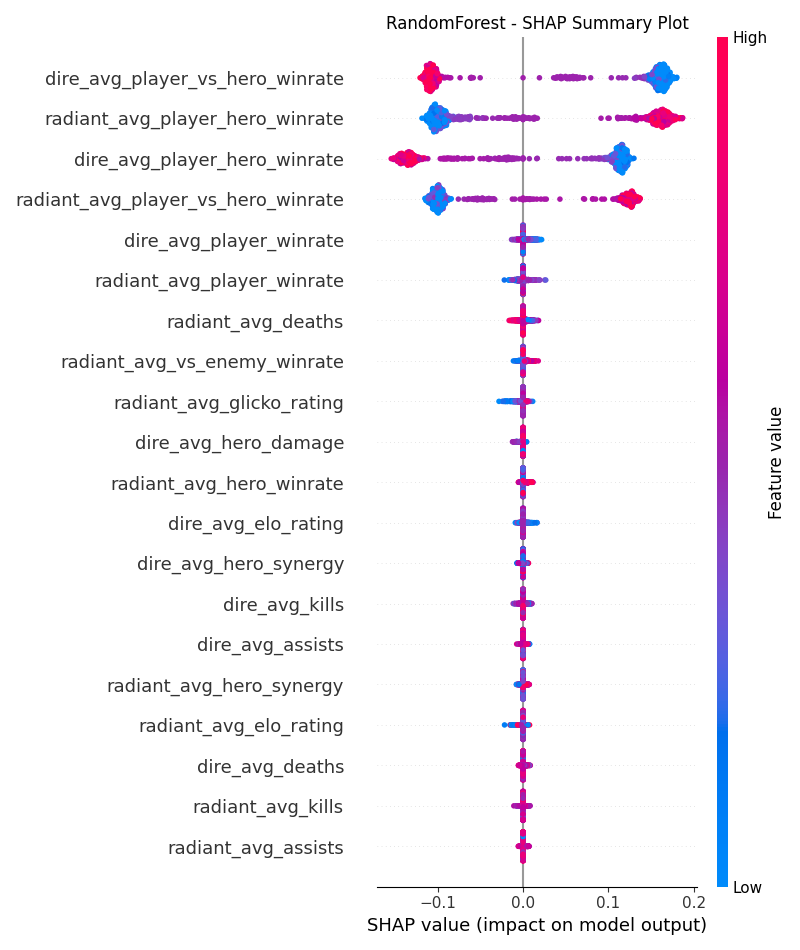 RandomForest - SHAP Summary Plot
High
dire_avg_player_vs_hero_winrate
radiant_avg_player_hero_winrate
dire_avg_player_hero_winrate
radiant_avg_player_vs_hero_winrate
dire_avg_player_winrate
radiant_avg_player_winrate
radiant_avg_deaths
radiant_avg_vs_enemy_winrate
radiant_avg_glicko_rating
dire_avg_hero_damage
radiant_avg_hero_winrate
dire_avg_elo_rating
dire_avg_hero_synergy
dire_avg_kills
dire_avg_assists
radiant_avg_hero_synergy
radiant_avg_elo_rating
dire_avg_deaths
radiant_avg_kills
radiant_avg_assists
Feature value
Low
−0.1 0.0 0.1 0.2
SHAP value (impact on model output)